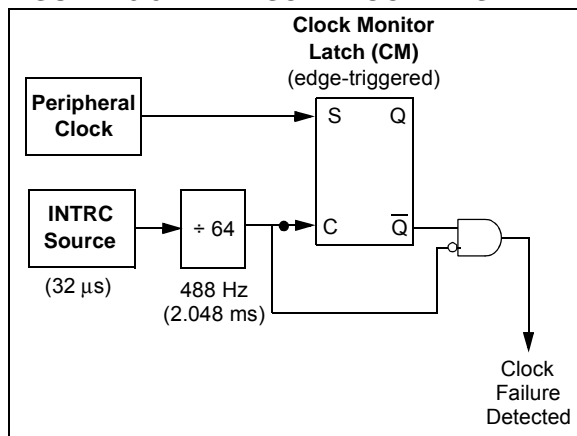 Clock Monitor
Latch (CM)
(edge-triggered)
Peripheral
Clock
S Q
INTRC
Source
÷ 64
C Q̅
(32 μs)
488 Hz
(2.048 ms)
Clock
Failure
Detected